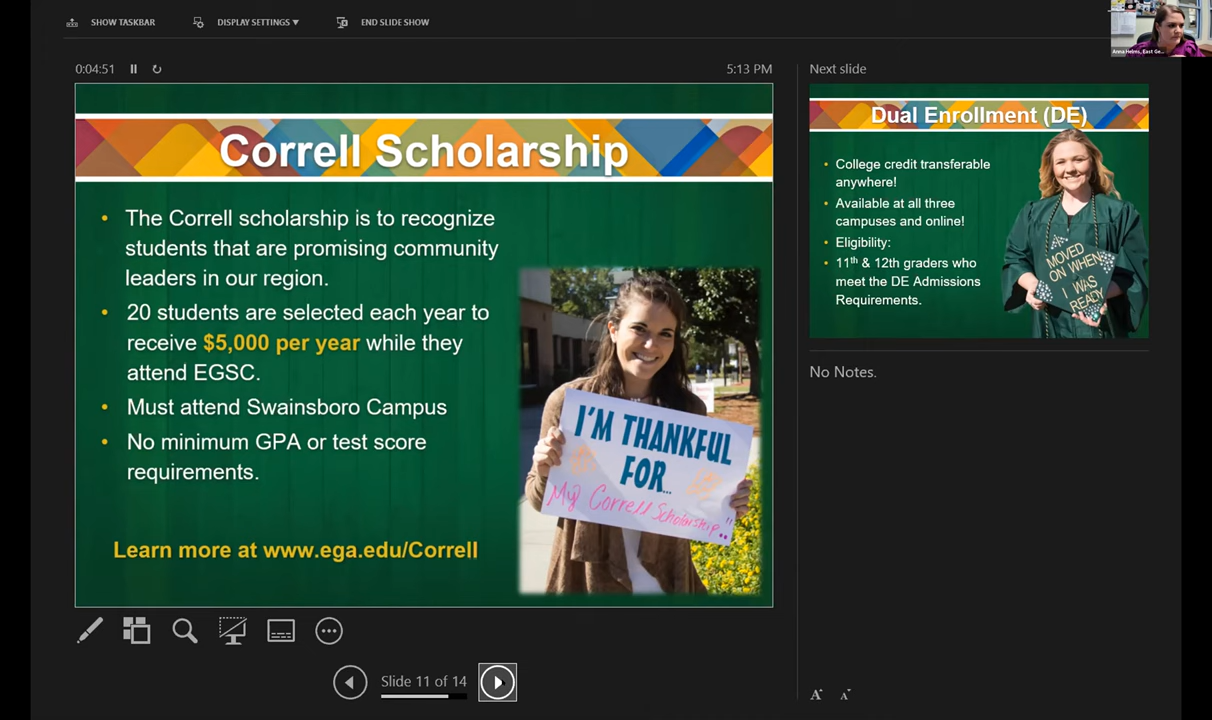 SHOW TASKBAR
DISPLAY SETTINGS ▼
END SLIDE SHOW
0:04:51
5:13 PM
Correll Scholarship
• The Correll scholarship is to recognize
students that are promising community
leaders in our region.
• 20 students are selected each year to
receive $5,000 per year while they
attend EGSC.
• Must attend Swainsboro Campus
• No minimum GPA or test score
requirements.
Learn more at www.ega.edu/Correll
I'M THANKFUL
FOR...
My Correll Scholarship..
Slide 11 of 14
Anna Helms, East Ge...
Next slide
Dual Enrollment (DE)
• College credit transferable
anywhere!
• Available at all three
campuses and online!
• Eligibility:
• 11th & 12th graders who
meet the DE Admissions
Requirements.
MOVED
ON WHEN
I WAS
READY
No Notes.
A A